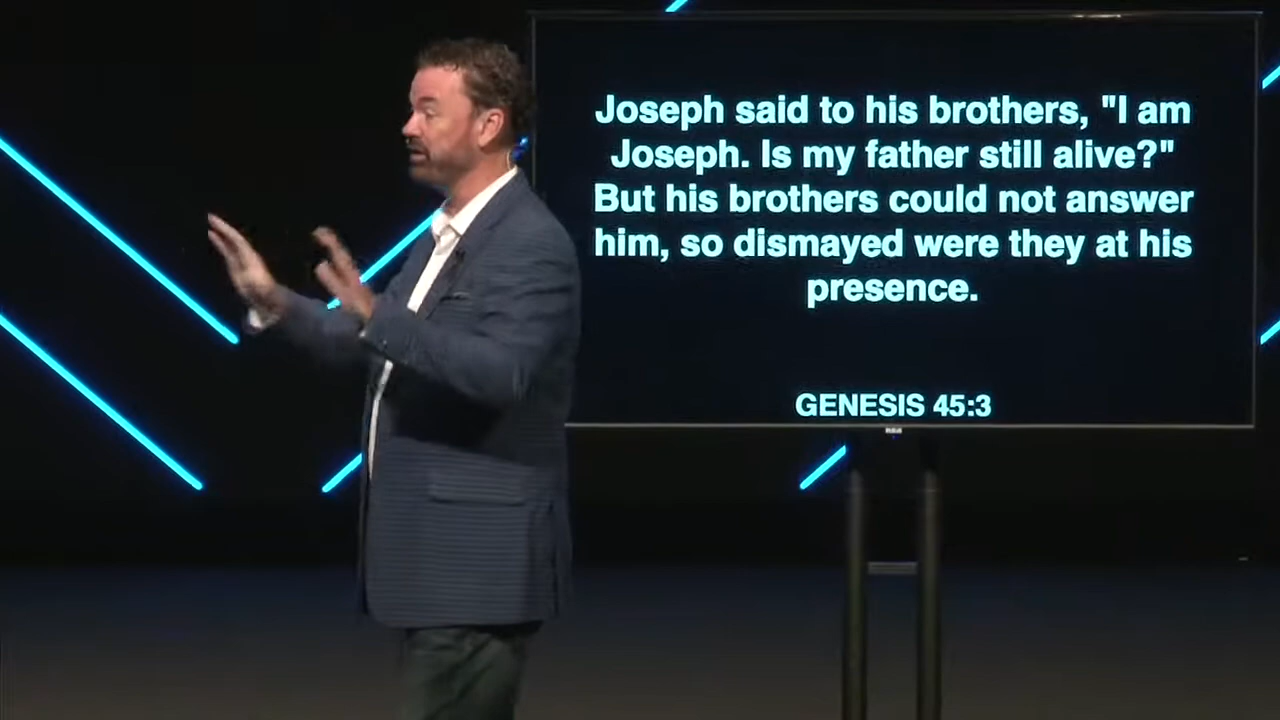 Joseph said to his brothers, "I am
Joseph. Is my father still alive?"
But his brothers could not answer
him, so dismayed were they at his
presence.
GENESIS 45:3
RCA